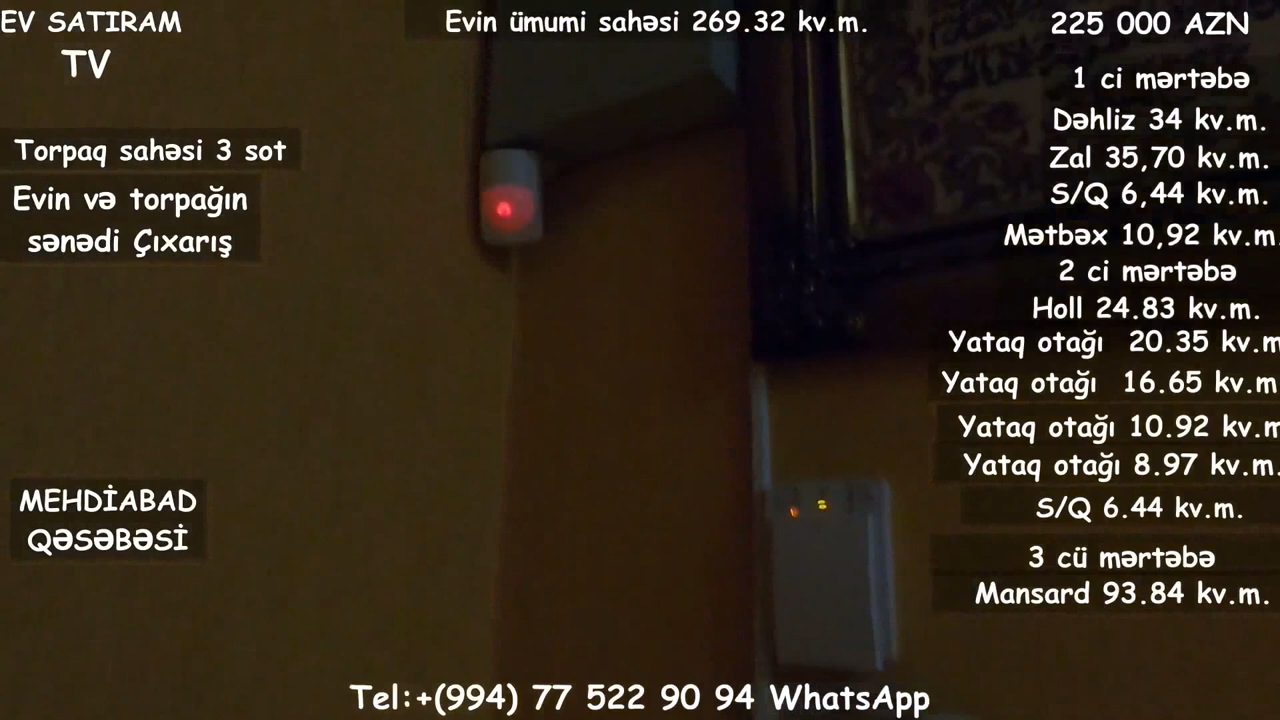 EV SATIRAM
TV
Torpaq sahəsi 3 sot
Evin və torpağın
sənədi Çıxarış
MEHDİABAD
QƏSƏBƏSİ
Evin ümumi sahəsi 269.32 kv.m.
225 000 AZN
1 ci mərtəbə
Dəhliz 34 kv.m.
Zal 35,70 kv.m.
S/Q 6,44 kv.m.
Mətbəx 10,92 kv.m.
2 ci mərtəbə
Holl 24.83 kv.m.
Yataq otağı 20.35 kv.m
Yataq otağı 16.65 kv.m
Yataq otağı 10.92 kv.m
Yataq otağı 8.97 kv.m.
S/Q 6.44 kv.m.
3 cü mərtəbə
Mansard 93.84 kv.m.
Tel:+(994) 77 522 90 94 WhatsApp